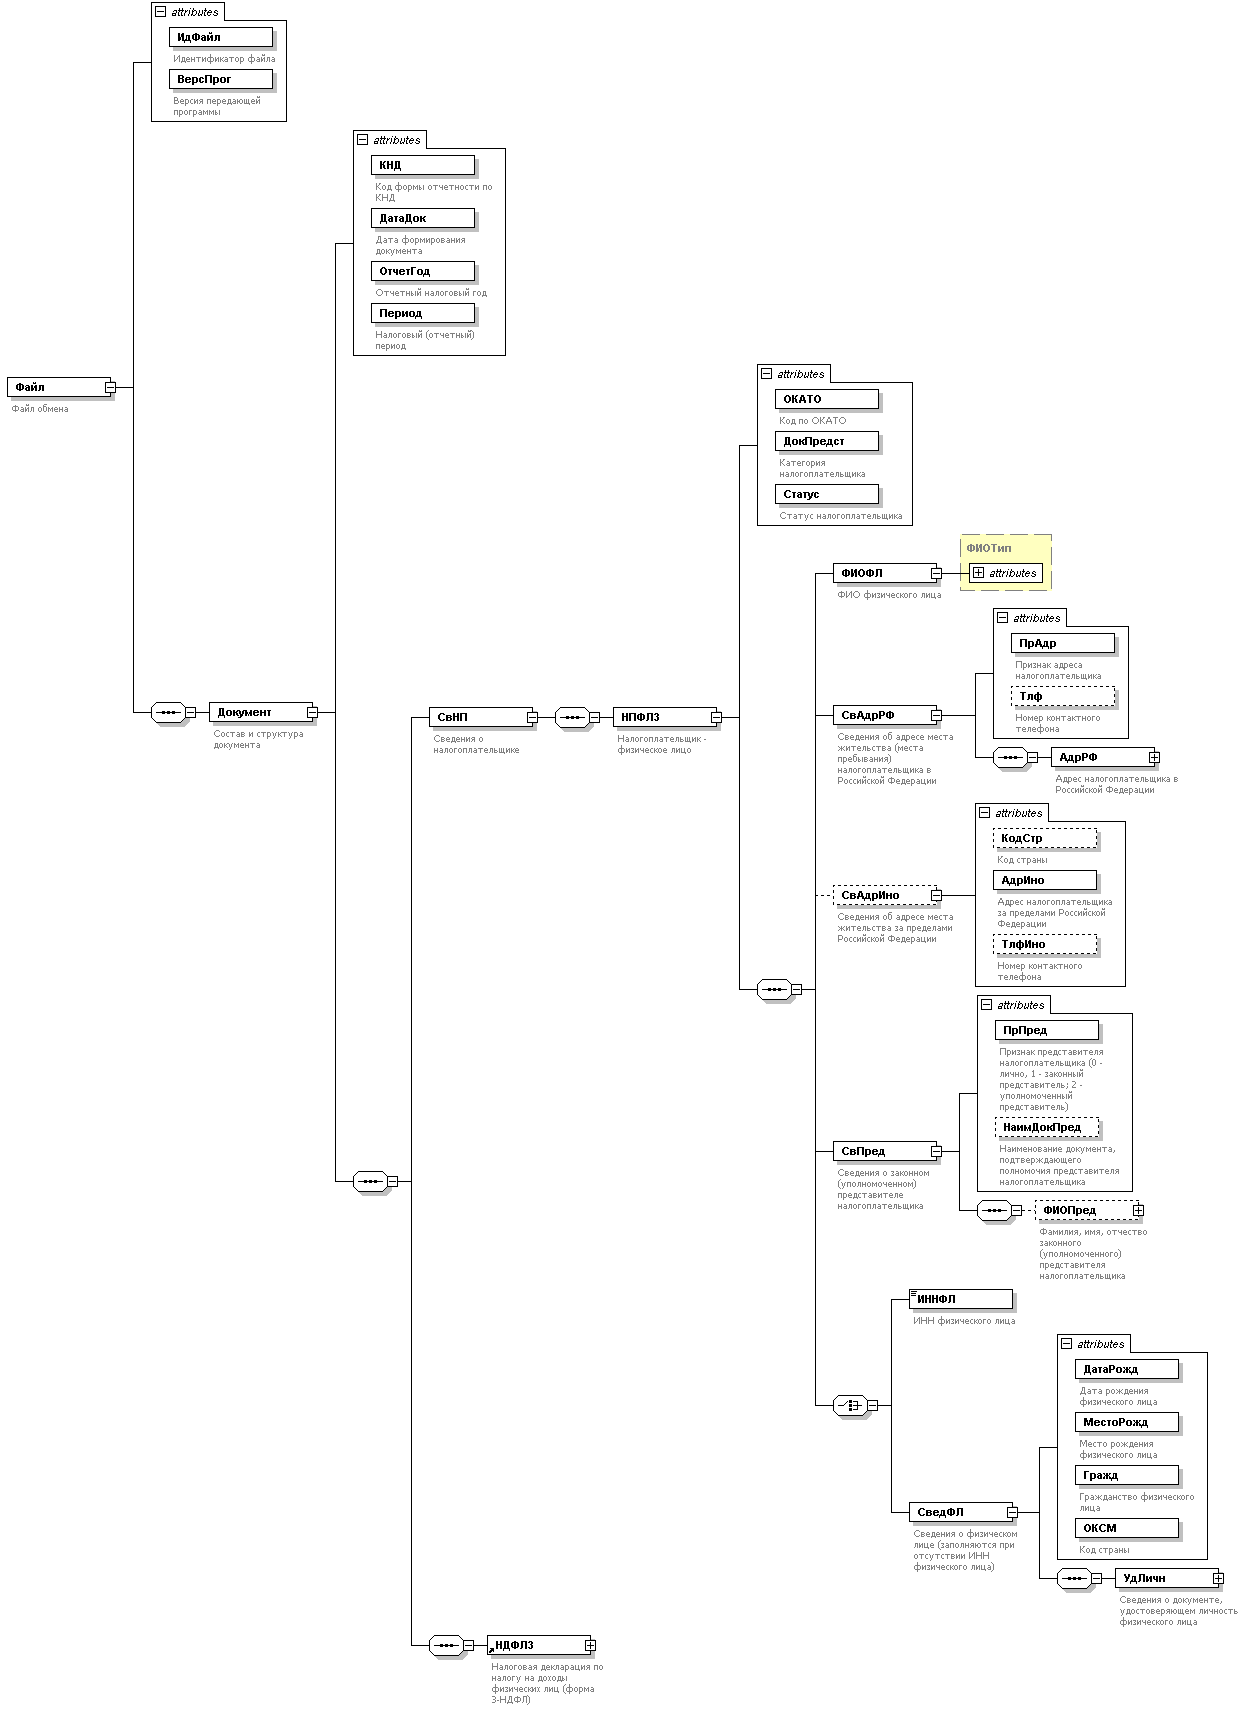 attributes
ИдФайл
Идентификатор файла
ВерсПрог
Версия передающей
программы
attributes
КНД
Код формы отчетности по
КНД
ДатаДок
Дата формирования
документа
ОтчетГод
Отчетный налоговый год
Период
Налоговый (отчетный)
период
Файл
Файл обмена
attributes
ОКАТО
Код по ОКАТО
ДокПредст
Категория
налогоплательщика
Статус
Статус налогоплательщика
ФИОТип
ФИОФЛ
attributes
ФИО физического лица
attributes
ПрАдр
Признак адреса
налогоплательщика
Тлф
Номер контактного
телефона
Документ
Состав и структура
документа
СвНП
Сведения о
налогоплательщике
НПФЛ3
Налогоплательщик -
физическое лицо
СвАдрРФ
Сведения об адресе места
жительства (места
пребывания)
налогоплательщика в
Российской Федерации
АдрРФ
Адрес налогоплательщика в
Российской Федерации
attributes
КодСтр
Код страны
АдрИно
Адрес налогоплательщика
за пределами Российской
Федерации
ТлфИно
Номер контактного
телефона
СвАдрИно
Сведения об адресе места
жительства за пределами
Российской Федерации
attributes
ПрПред
Признак представителя
налогоплательщика (0 -
лично, 1 - законный
представитель; 2 -
уполномоченный
представитель)
НаимДокПред
Наименование документа,
подтверждающего
полномочия представителя
налогоплательщика
СвПред
Сведения о законном
(уполномоченном)
представителе
налогоплательщика
ФИОПред
Фамилия, имя, отчество
законного
(уполномоченного)
представителя
налогоплательщика
ИННФЛ
ИНН физического лица
attributes
ДатаРожд
Дата рождения
физического лица
МестоРожд
Место рождения
физического лица
Гражд
Гражданство физического
лица
ОКСМ
Код страны
СведФЛ
Сведения о физическом
лице (заполняются при
отсутствии ИНН
физического лица)
УдЛичн
Сведения о документе,
удостоверяющем личность
физического лица
НДФЛ3
Налоговая декларация по
налогу на доходы
физических лиц (форма
3-НДФЛ)